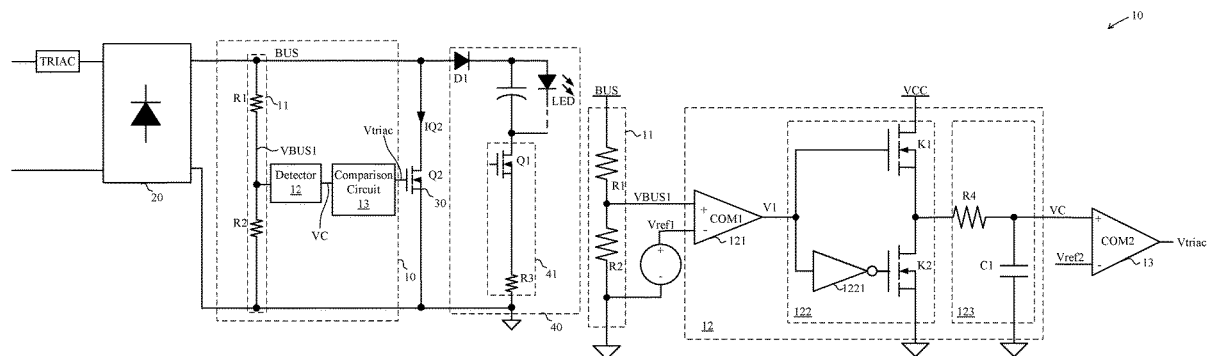 10
TRIAC
BUS
R1
11
VBUS1
Detector
12
Comparison
Circuit
13
Vtriac
VC
R2
20
10
IQ2
Q2
30
D1
LED
Q1
R3
41
40
BUS
11
R1
VBUS1
Vref1
R2
COM1
121
V1
VCC
K1
K2
1221
122
12
R4
C1
123
VC
Vref2
COM2
13
Vtriac